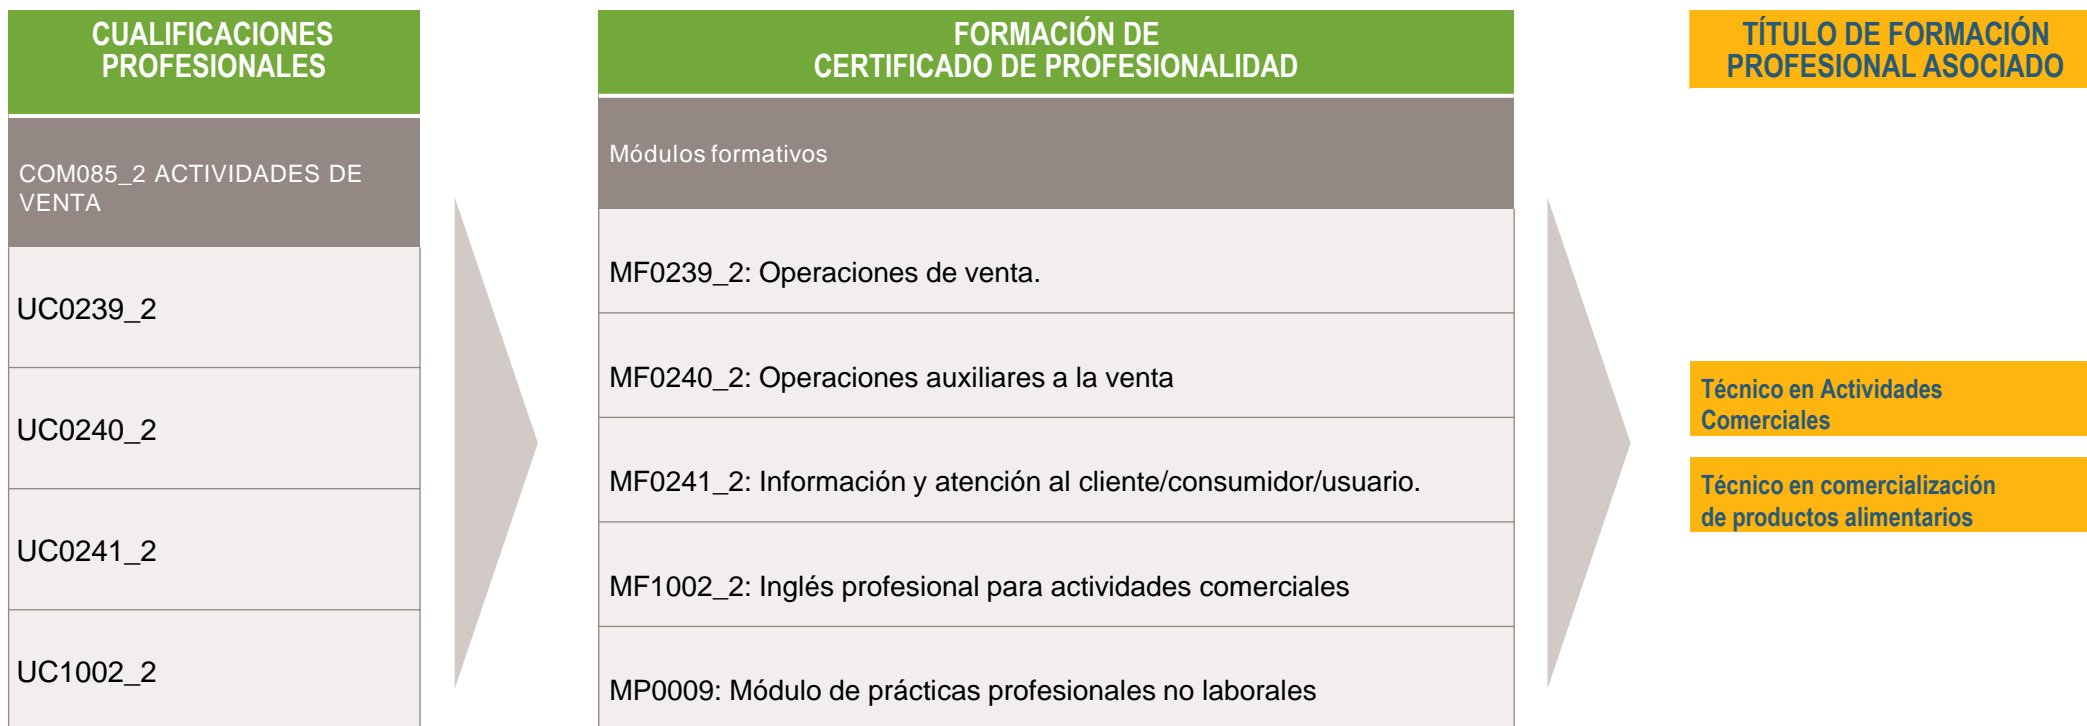 CUALIFICACIONES
PROFESIONALES
COM085_2 ACTIVIDADES DE
VENTA
UC0239_2
UC0240_2
UC0241_2
UC1002_2
FORMACIÓN DE
CERTIFICADO DE PROFESIONALIDAD
Módulos formativos
MF0239_2: Operaciones de venta.
MF0240_2: Operaciones auxiliares a la venta
MF0241_2: Información y atención al cliente/consumidor/usuario.
MF1002_2: Inglés profesional para actividades comerciales
MP0009: Módulo de prácticas profesionales no laborales
TÍTULO DE FORMACIÓN
PROFESIONAL ASOCIADO
Técnico en Actividades
Comerciales
Técnico en comercialización
de productos alimentarios